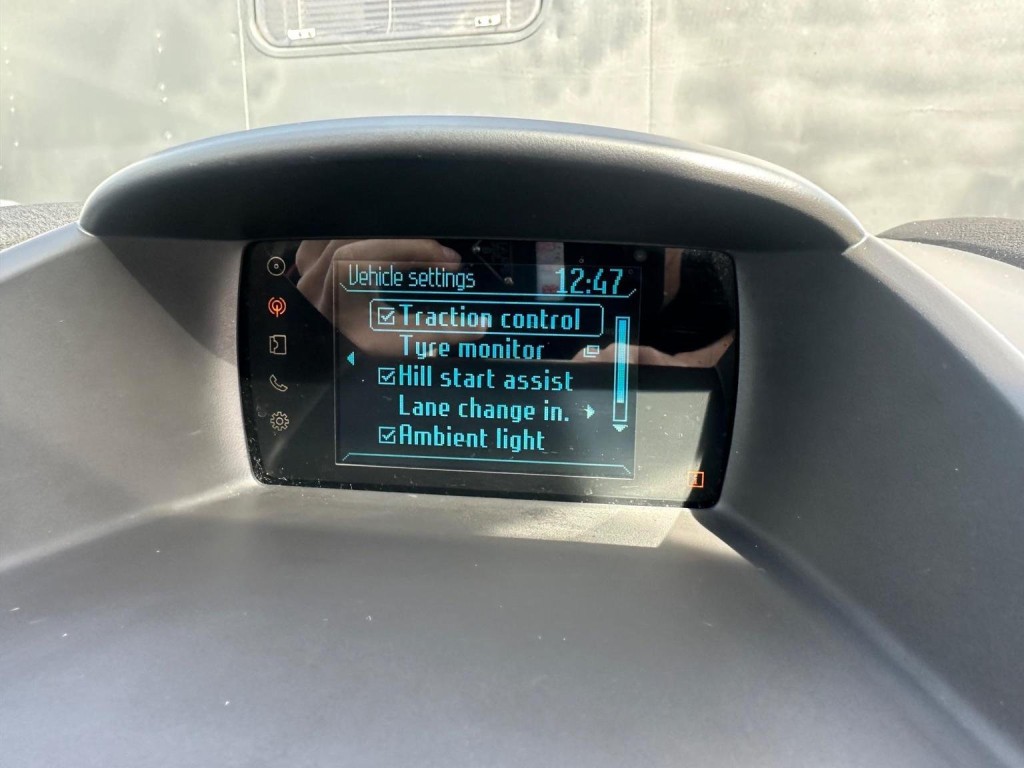 Vehicle settings 12:47
Traction control
Tyre monitor
Hill start assist
Lane change in.
Ambient light